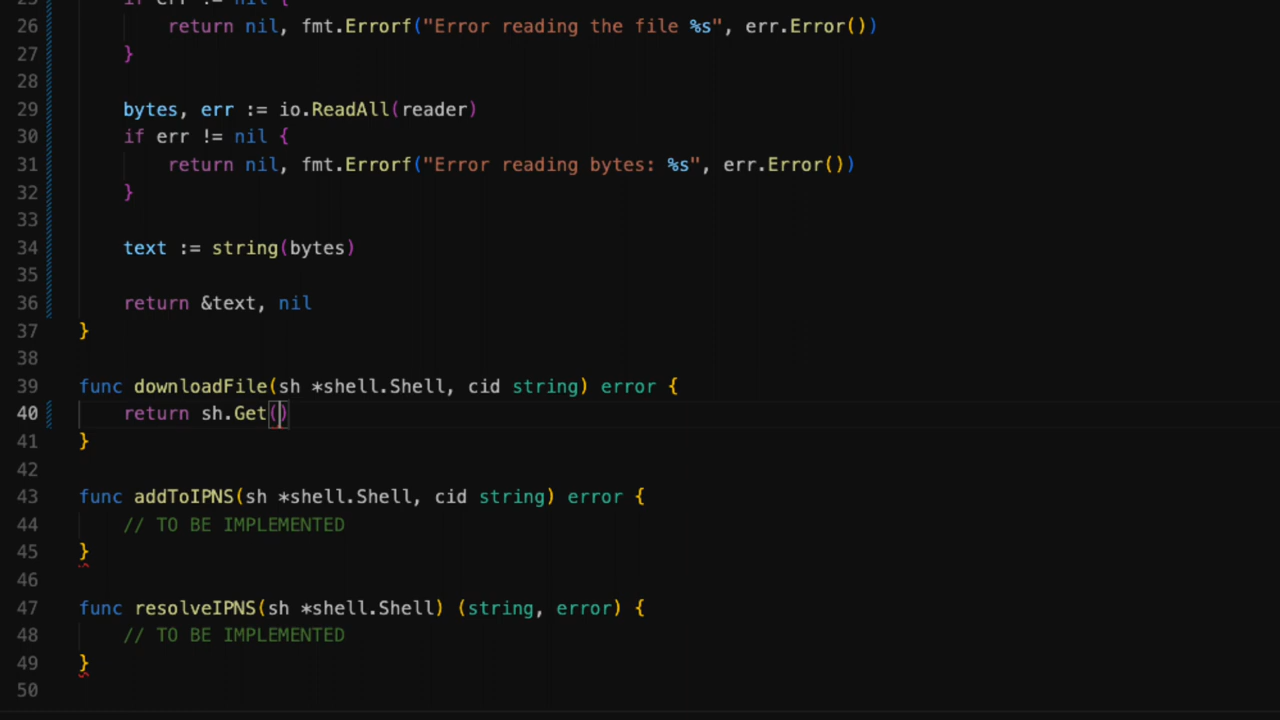 25 if err != nil {
26 return nil, fmt.Errorf("Error reading the file %s", err.Error())
27 }
28
29 bytes, err := io.ReadAll(reader)
30 if err != nil {
31 return nil, fmt.Errorf("Error reading bytes: %s", err.Error())
32 }
33
34 text := string(bytes)
35
36 return &text, nil
37 }
38
39 func downloadFile(sh *shell.Shell, cid string) error {
40 return sh.Get()
41 }
42
43 func addToIPNS(sh *shell.Shell, cid string) error {
44 // TO BE IMPLEMENTED
45 }
46
47 func resolveIPNS(sh *shell.Shell) (string, error) {
48 // TO BE IMPLEMENTED
49 }
50